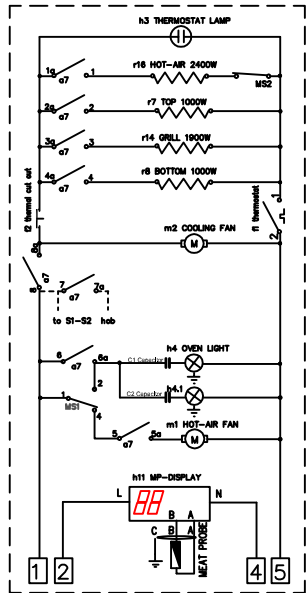 h3 THERMOSTAT LAMP
r16 HOT-AIR 2400W
1a 1
a7
MS2
r7 TOP 1000W
2a 2
a7
r14 GRILL 1900W
3a 3
a7
r6 BOTTOM 1000W
4a 4
a7
f2 thermal cut out
f1 thermostat
1
2
m2 COOLING FAN
M
8a
a7
8
7 7a
a7
to S1-S2 hob
h4 OVEN LIGHT
6 6a
a7
C1 Capacitor
2
h4.1
C2 Capacitor
1
MS1
4
m1 HOT-AIR FAN
5 5a
a7
M
h11 MP-DISPLAY
L 88 N
B A
C B A
MEAT PROBE
1 2 4 5